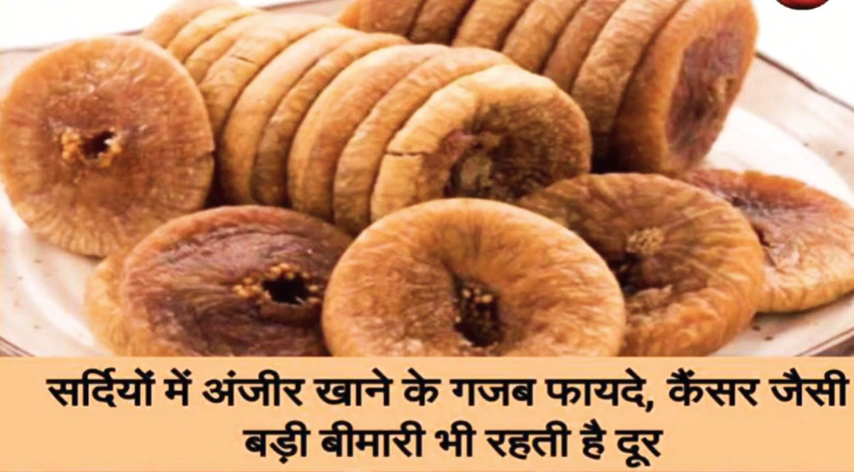 सर्दियों में अंजीर खाने के गजब फायदे, कैंसर जैसी
बड़ी बीमारी भी रहती है दूर